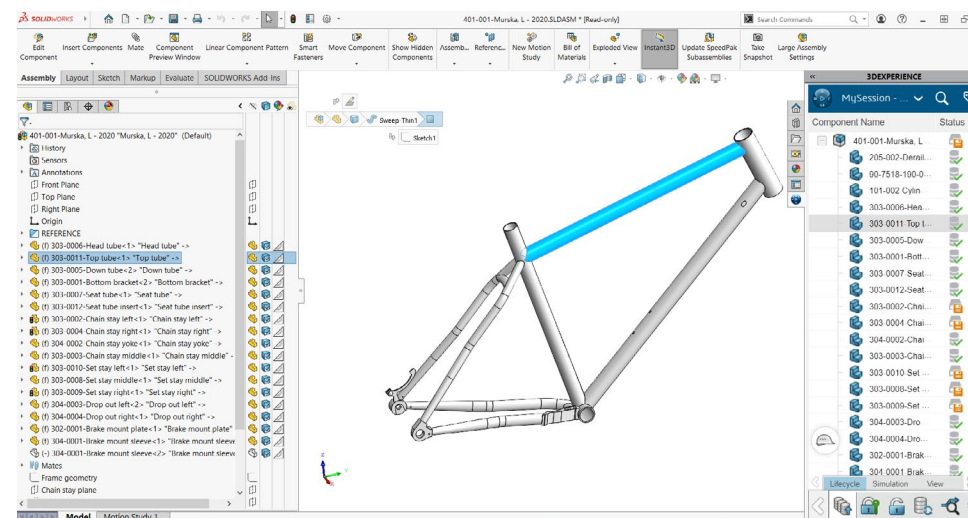 SOLIDWORKS
401-001-Murska, L - 2020.SLDASM * [Read-only]
Search Commands
Edit Component
Insert Components
Mate
Component Preview Window
Linear Component Pattern
Smart Fasteners
Move Component
Show Hidden Components
Assemb...
Referenc...
New Motion Study
Bill of Materials
Exploded View
Instant3D
Update SpeedPak Subassemblies
Take Snapshot
Large Assembly Settings
Assembly Layout Sketch Markup Evaluate SOLIDWORKS Add-Ins
401-001-Murska, L - 2020 "Murska, L - 2020" (Default)
History
Sensors
Annotations
Front Plane
Top Plane
Right Plane
Origin
REFERENCE
(f) 303-0006-Head tube<1> "Head tube" ->
(f) 303-0011-Top tube<1> "Top tube" ->
(f) 303-0005-Down tube<2> "Down tube" ->
(f) 303-0001-Bottom bracket<2> "Bottom bracket" ->
(f) 303-0007-Seat tube<1> "Seat tube" ->
(f) 303-0012-Seat tube insert<1> "Seat tube insert" ->
(f) 303-0002-Chain stay left<1> "Chain stay left" ->
(f) 303 0004 Chain stay right<1> "Chain stay right" >
(f) 304 0002 Chain stay yoke<1> "Chain stay yoke" >
(f) 303-0003-Chain stay middle<1> "Chain stay middle" -
(f) 303-0010-Set stay left<1> "Set stay left" ->
(f) 303-0008-Set stay middle<1> "Set stay middle" ->
(f) 303-0009-Set stay right<1> "Set stay right" ->
(f) 304-0003-Drop out left<2> "Drop out left" ->
(f) 304-0004-Drop out right<1> "Drop out right" ->
(f) 302-0001-Brake mount plate<1> "Brake mount plate"
(f) 304-0001-Brake mount sleeve<1> "Brake mount sleeve
(-) 304-0001-Brake mount sleeve<2> "Brake mount sleeve
Mates
Frame geometry
Chain stay plane
Model Motion Study 1
Sweep Thin1
Sketch1
3DEXPERIENCE
MySession - ...
Component Name Status
401-001-Murska, L
205-002-Derail...
90-7518-190-0...
101-002 Cylin
303-0006-Hea...
303 0011 Top t...
303-0005-Dow
303-0001-Bott...
303 0007 Seat...
303-0012-Seat...
303-0002-Chai...
303 0004 Chai...
304-0002-Cha...
303-0003-Chai...
303 0010 Set ...
303-0008-Set ...
303-0009-Set ...
304-0003-Dro
304-0004-Dro...
302-0001-Brak...
304 0001 Brak...
Lifecycle Simulation View